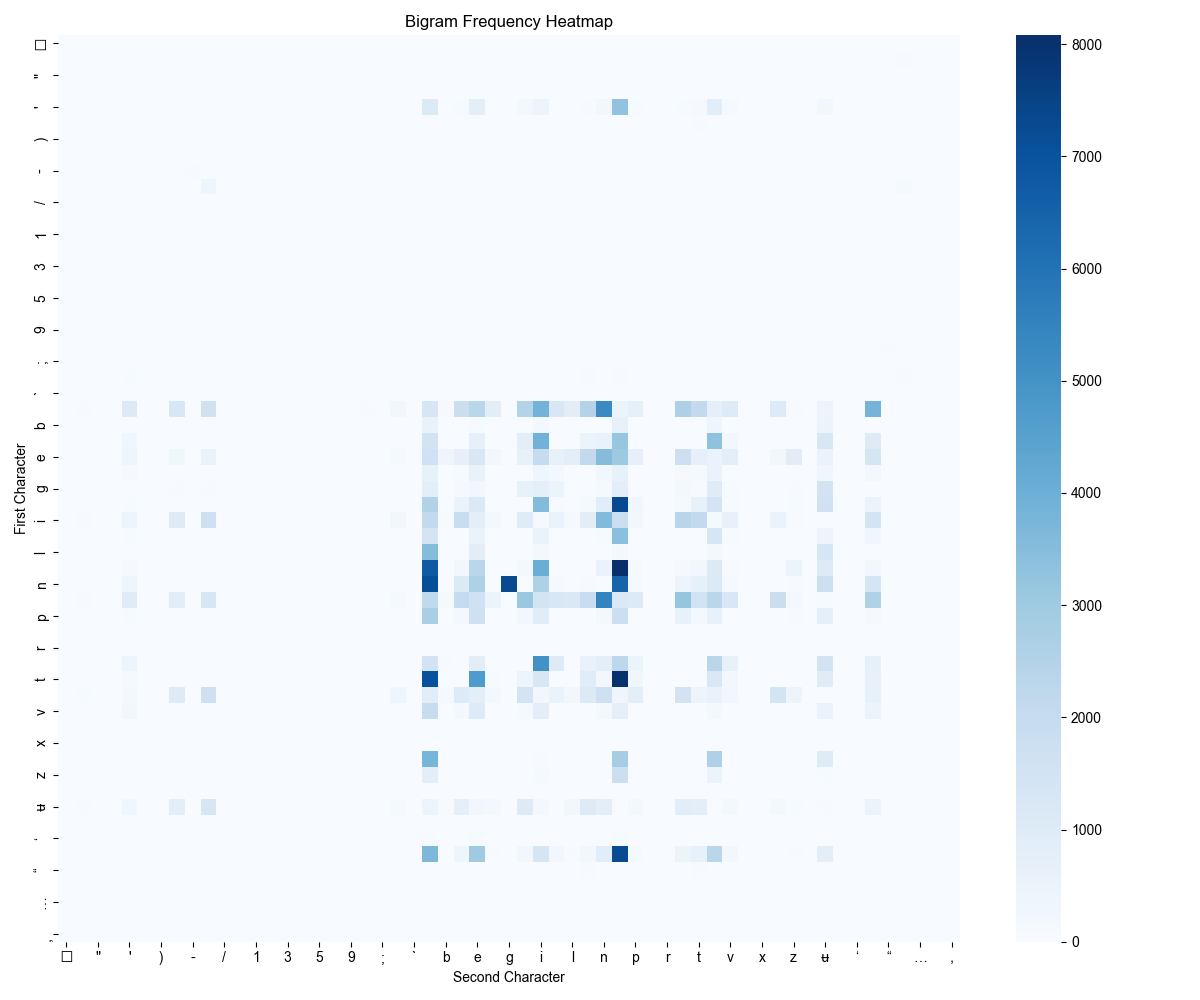 Bigram Frequency Heatmap
First Character
□
"
'
)
-
/
1
3
5
9
;
`
b
e
g
i
l
n
p
r
t
v
x
z
ʉ
‘
“
…
8000
7000
6000
5000
4000
3000
2000
1000
0
□ " ' ) - / 1 3 5 9 ; ` b e g i l n p r t v x z ʉ ‘ “ … ,
Second Character